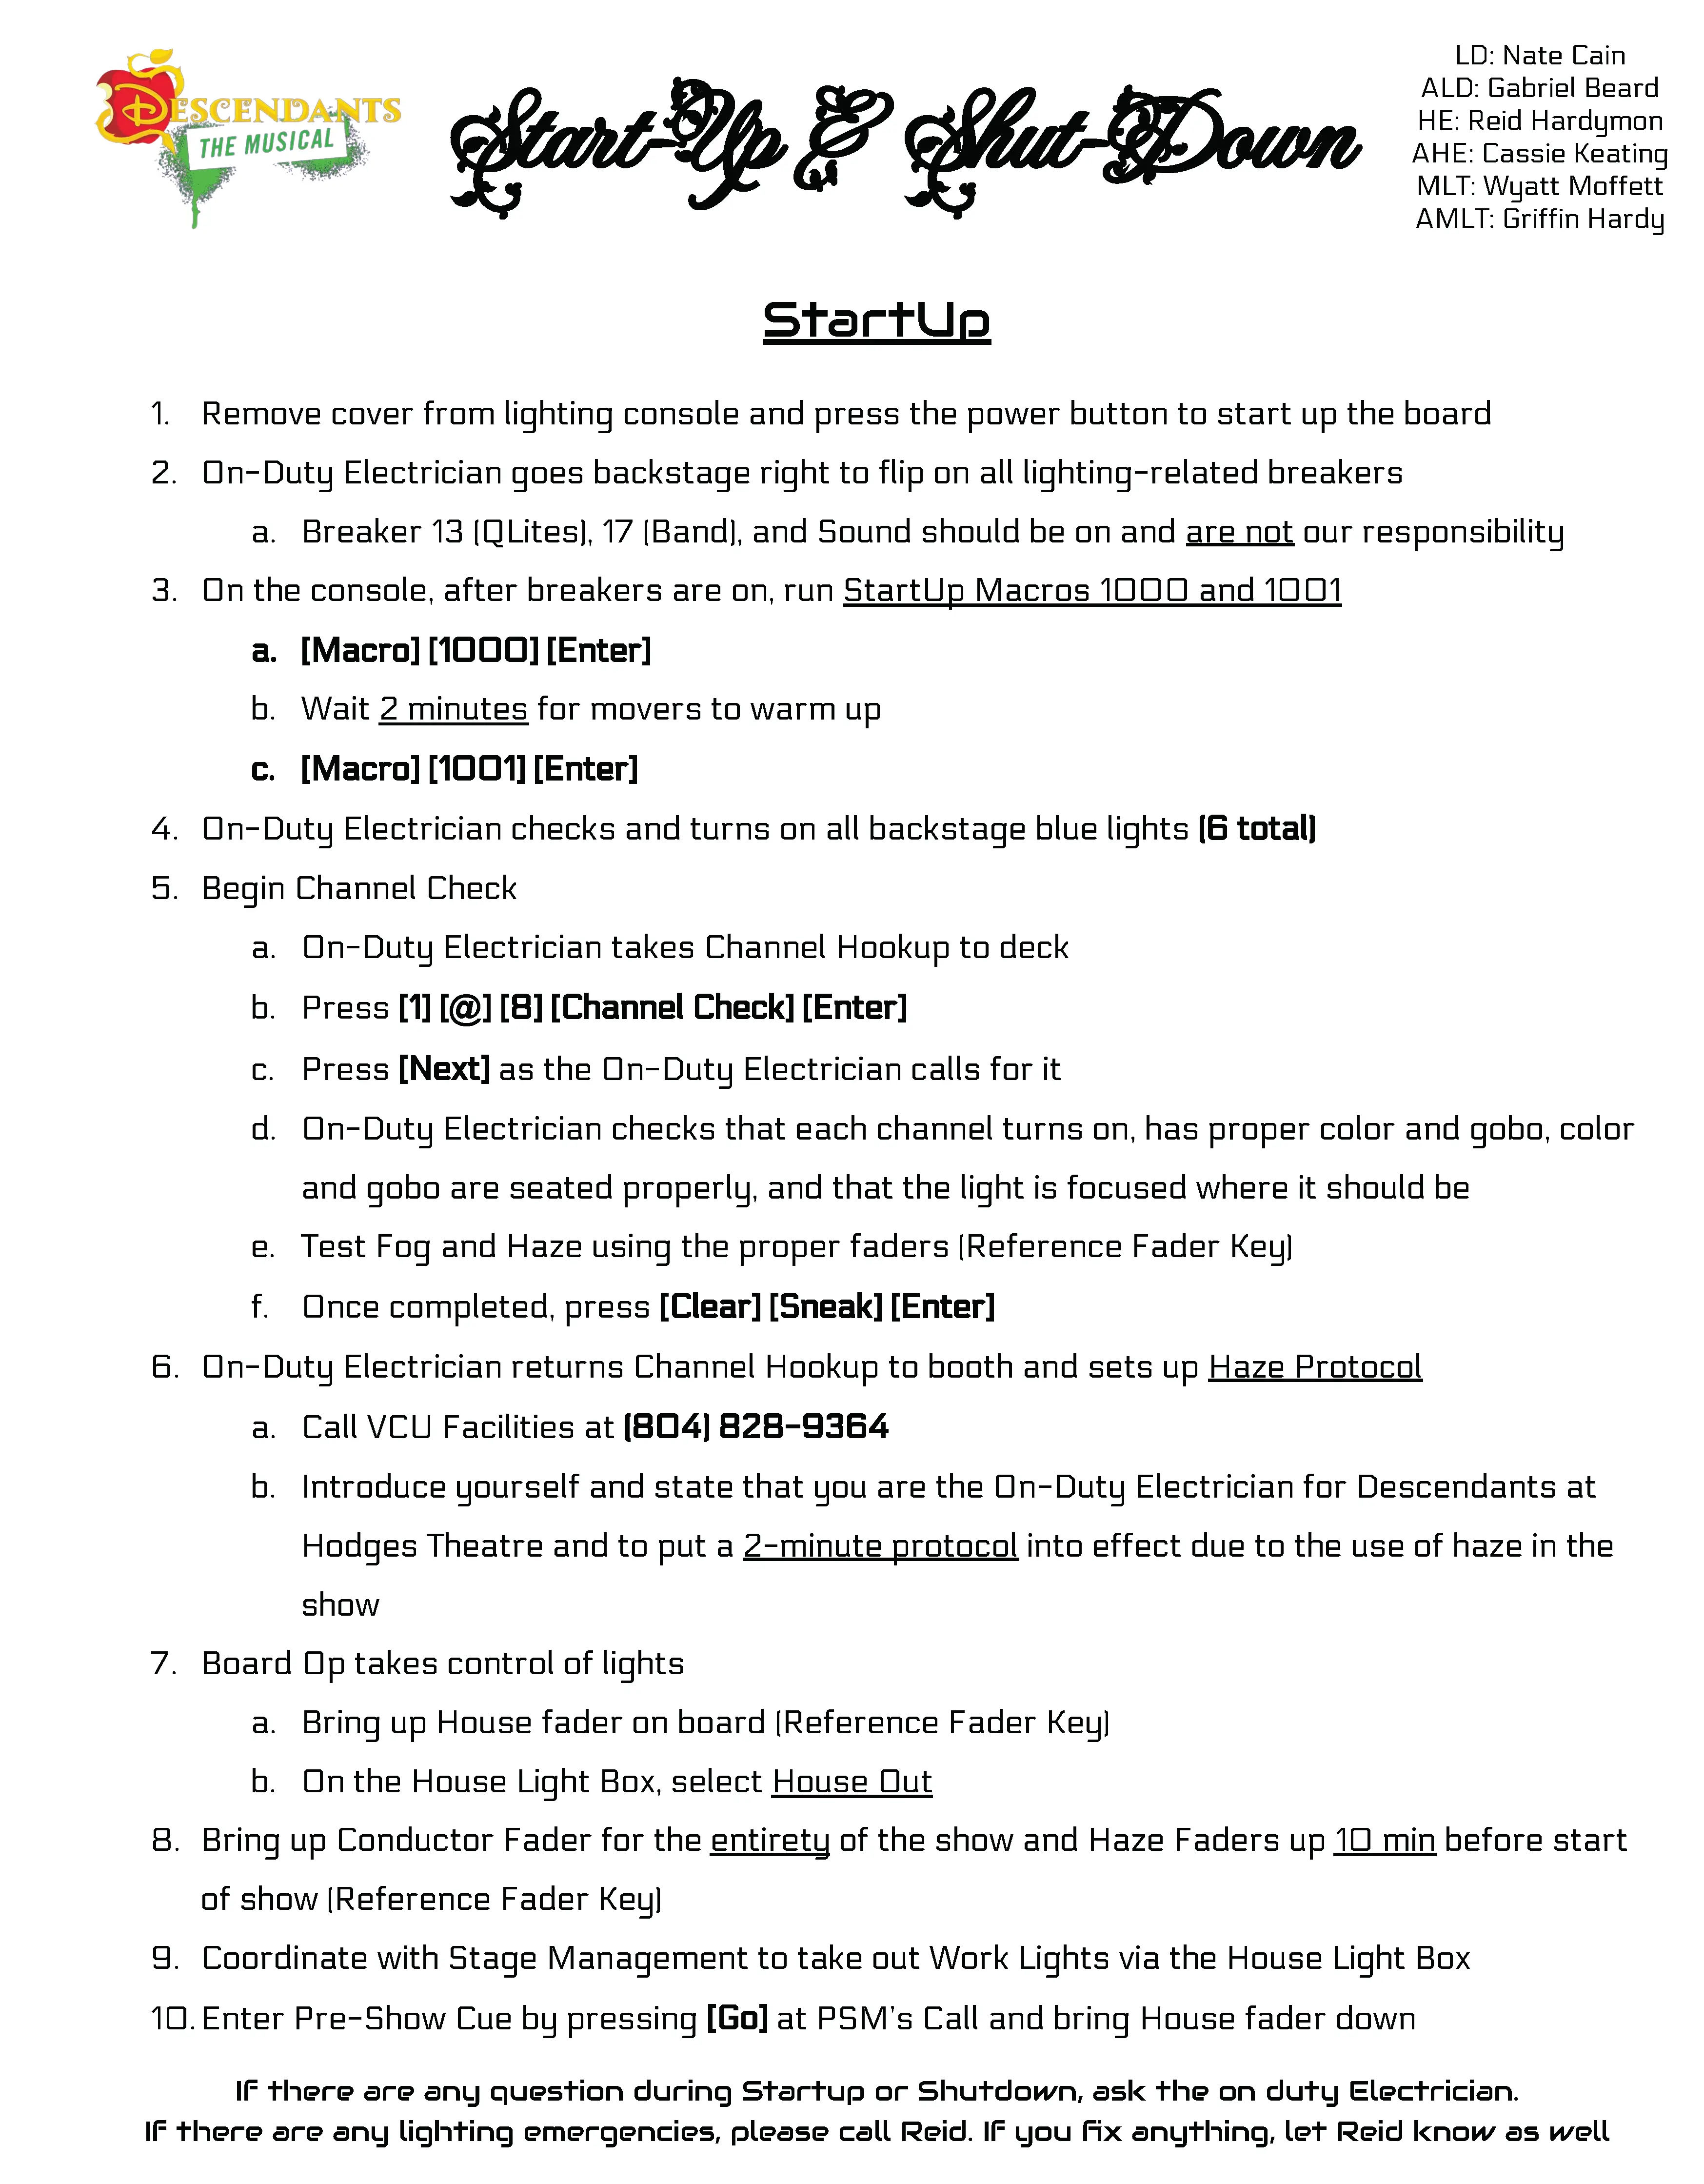 DESCENDANTS
THE MUSICAL
Start-Up & Shut-Down
LD: Nate Cain
ALD: Gabriel Beard
HE: Reid Hardymon
AHE: Cassie Keating
MLT: Wyatt Moffett
AMLT: Griffin Hardy
StartUp
1. Remove cover from lighting console and press the power button to start up the board
2. On-Duty Electrician goes backstage right to flip on all lighting-related breakers
a. Breaker 13 (QLites), 17 (Band), and Sound should be on and are not our responsibility
3. On the console, after breakers are on, run StartUp Macros 1000 and 1001
a. [Macro] [1000] [Enter]
b. Wait 2 minutes for movers to warm up
c. [Macro] [1001] [Enter]
4. On-Duty Electrician checks and turns on all backstage blue lights (6 total)
5. Begin Channel Check
a. On-Duty Electrician takes Channel Hookup to deck
b. Press [1] [@] [8] [Channel Check] [Enter]
c. Press [Next] as the On-Duty Electrician calls for it
d. On-Duty Electrician checks that each channel turns on, has proper color and gobo, color
and gobo are seated properly, and that the light is focused where it should be
e. Test Fog and Haze using the proper faders (Reference Fader Key)
f. Once completed, press [Clear] [Sneak] [Enter]
6. On-Duty Electrician returns Channel Hookup to booth and sets up Haze Protocol
a. Call VCU Facilities at (804) 828-9364
b. Introduce yourself and state that you are the On-Duty Electrician for Descendants at
Hodges Theatre and to put a 2-minute protocol into effect due to the use of haze in the
show
7. Board Op takes control of lights
a. Bring up House fader on board (Reference Fader Key)
b. On the House Light Box, select House Out
8. Bring up Conductor Fader for the entirety of the show and Haze Faders up 10 min before start
of show (Reference Fader Key)
9. Coordinate with Stage Management to take out Work Lights via the House Light Box
10. Enter Pre-Show Cue by pressing [Go] at PSM's Call and bring House fader down
If there are any question during Startup or Shutdown, ask the on duty Electrician.
If there are any lighting emergencies, please call Reid. If you fix anything, let Reid know as well